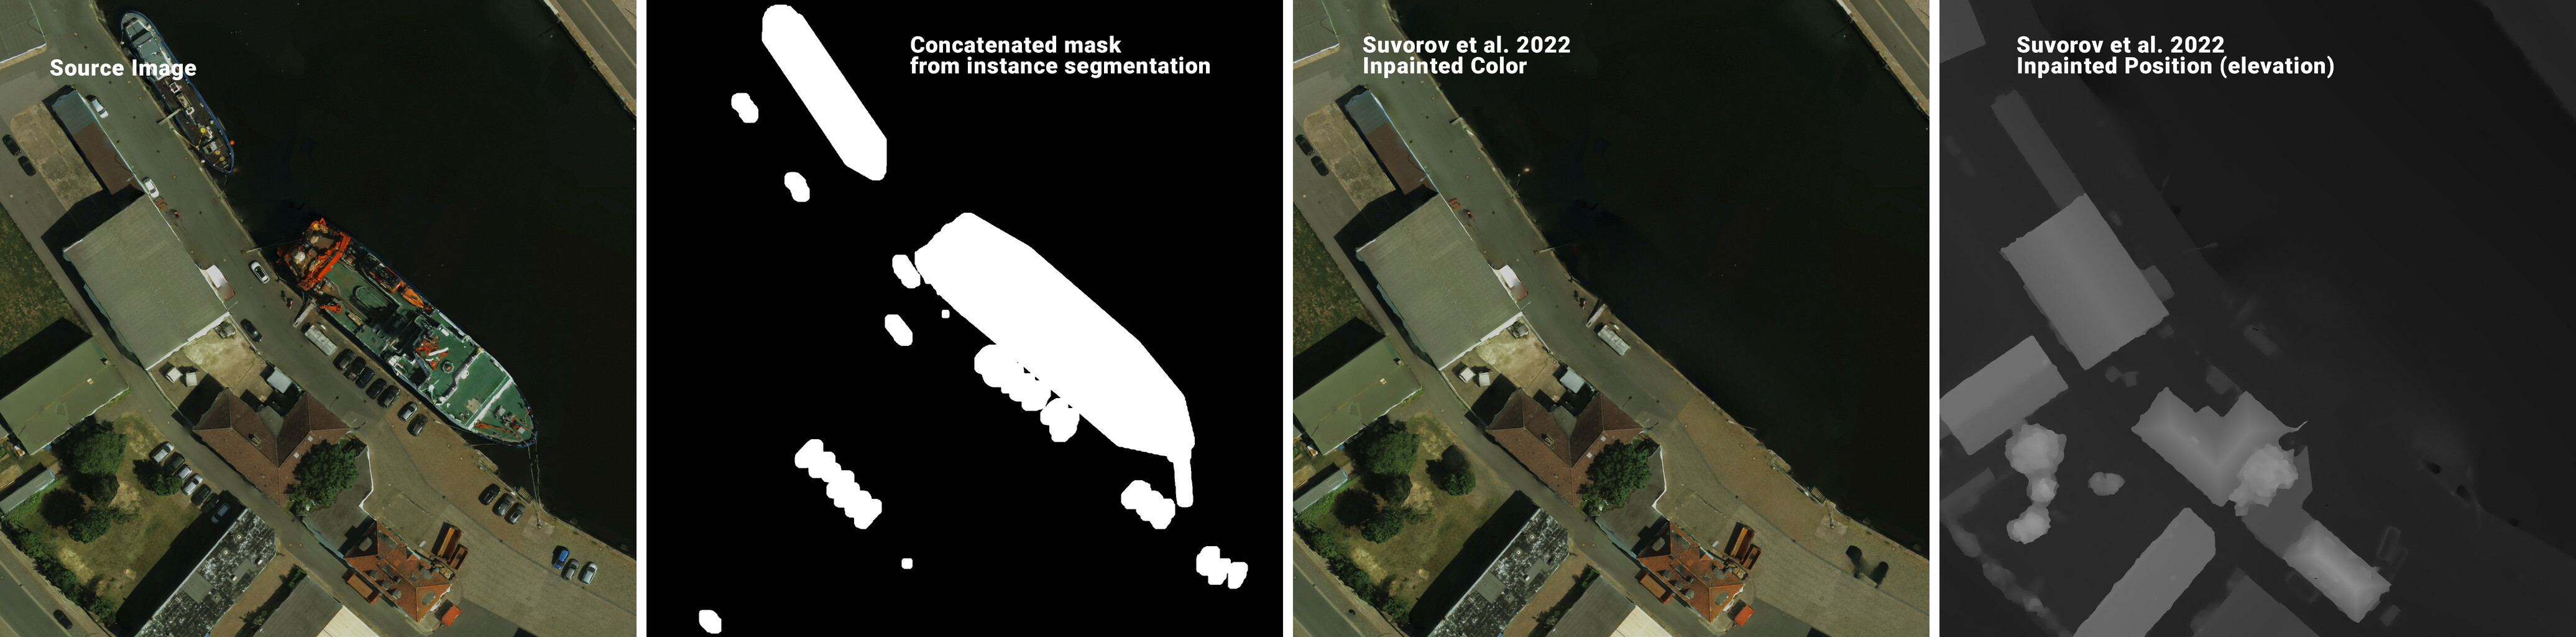 Source Image
Concatenated mask
from instance segmentation
Suvorov et al. 2022
Inpainted Color
Suvorov et al. 2022
Inpainted Position (elevation)